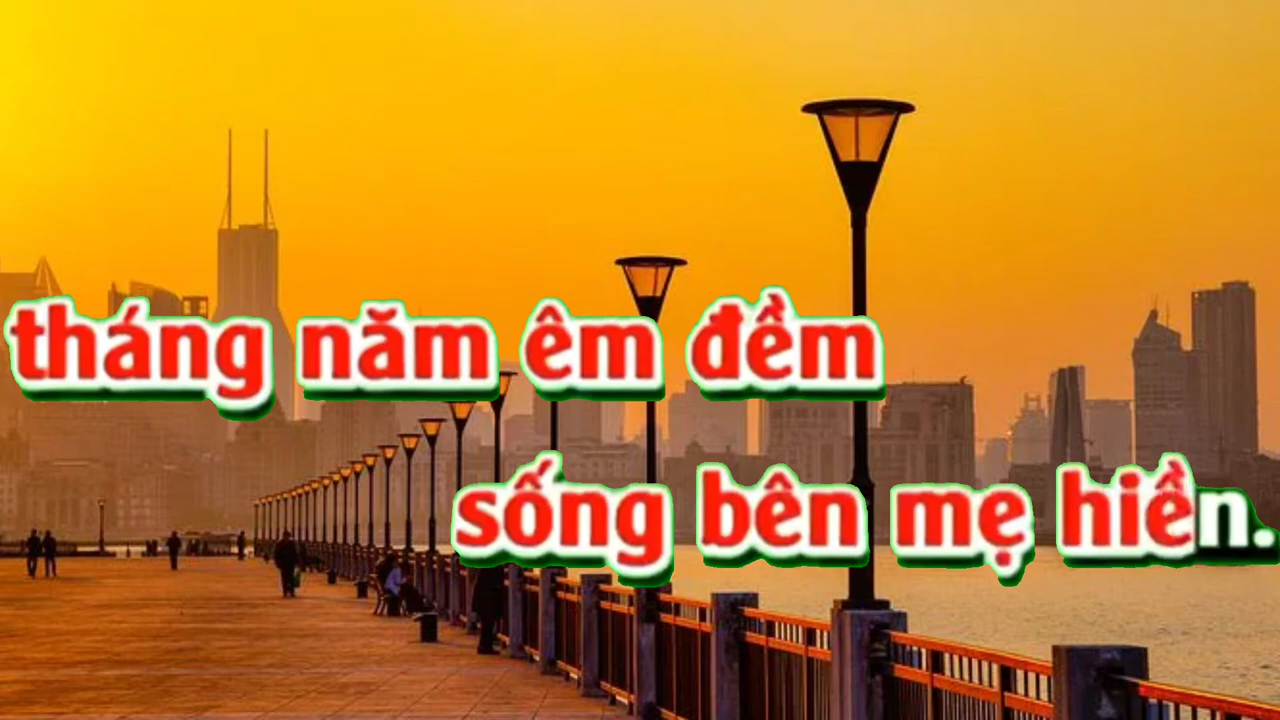 tháng năm êm đềm
sống bên mẹ hiền.